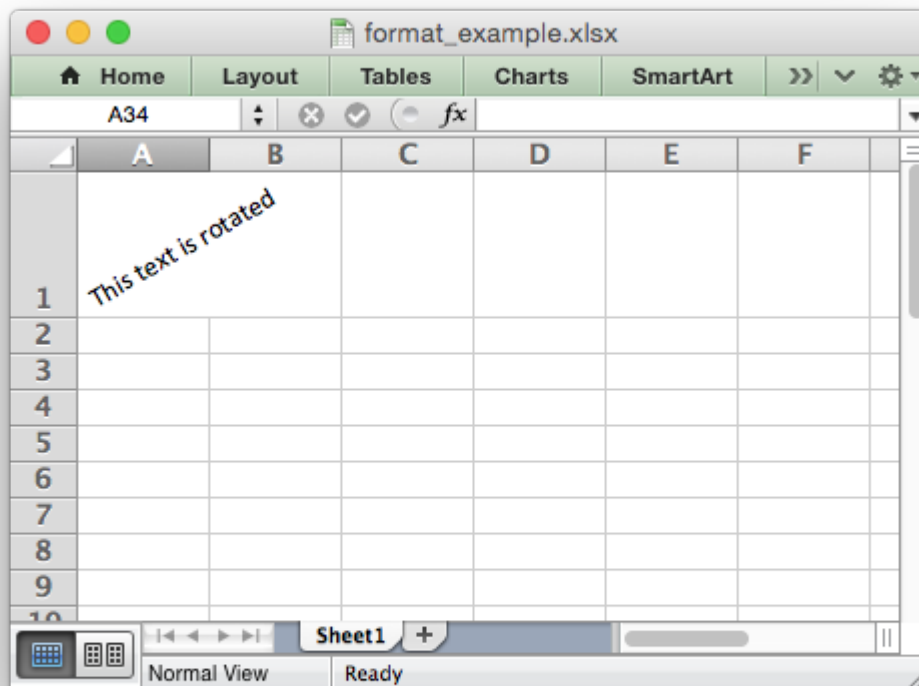 format_example.xlsx
Home Layout Tables Charts SmartArt
A34 fx
A B C D E F
This text is rotated
1
2
3
4
5
6
7
8
9
10
Sheet1 +
Normal View Ready